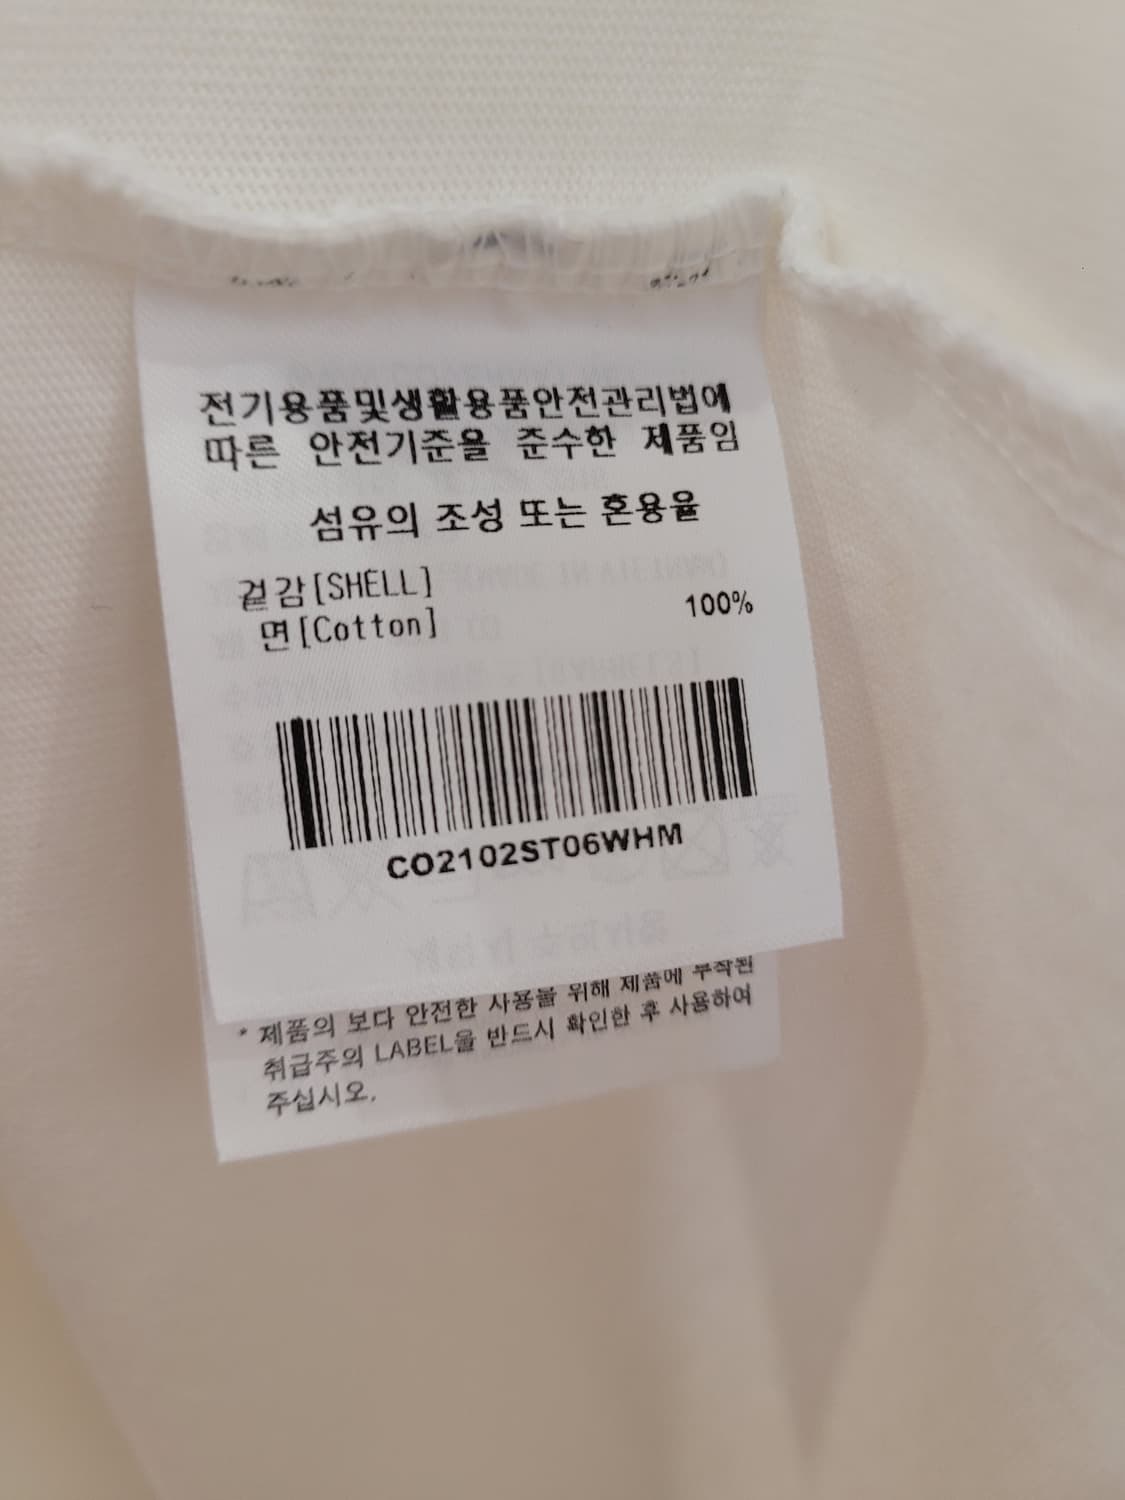 전기용품및생활용품안전관리법에
따른 안전기준을 준수한 제품임
섬유의 조성 또는 혼용율
겉감[SHELL]
면[Cotton] 100%
CO2102ST06WHM
* 제품의 보다 안전한 사용을 위해 제품에 부착된
취급주의 LABEL을 반드시 확인한 후 사용하여
주십시오.